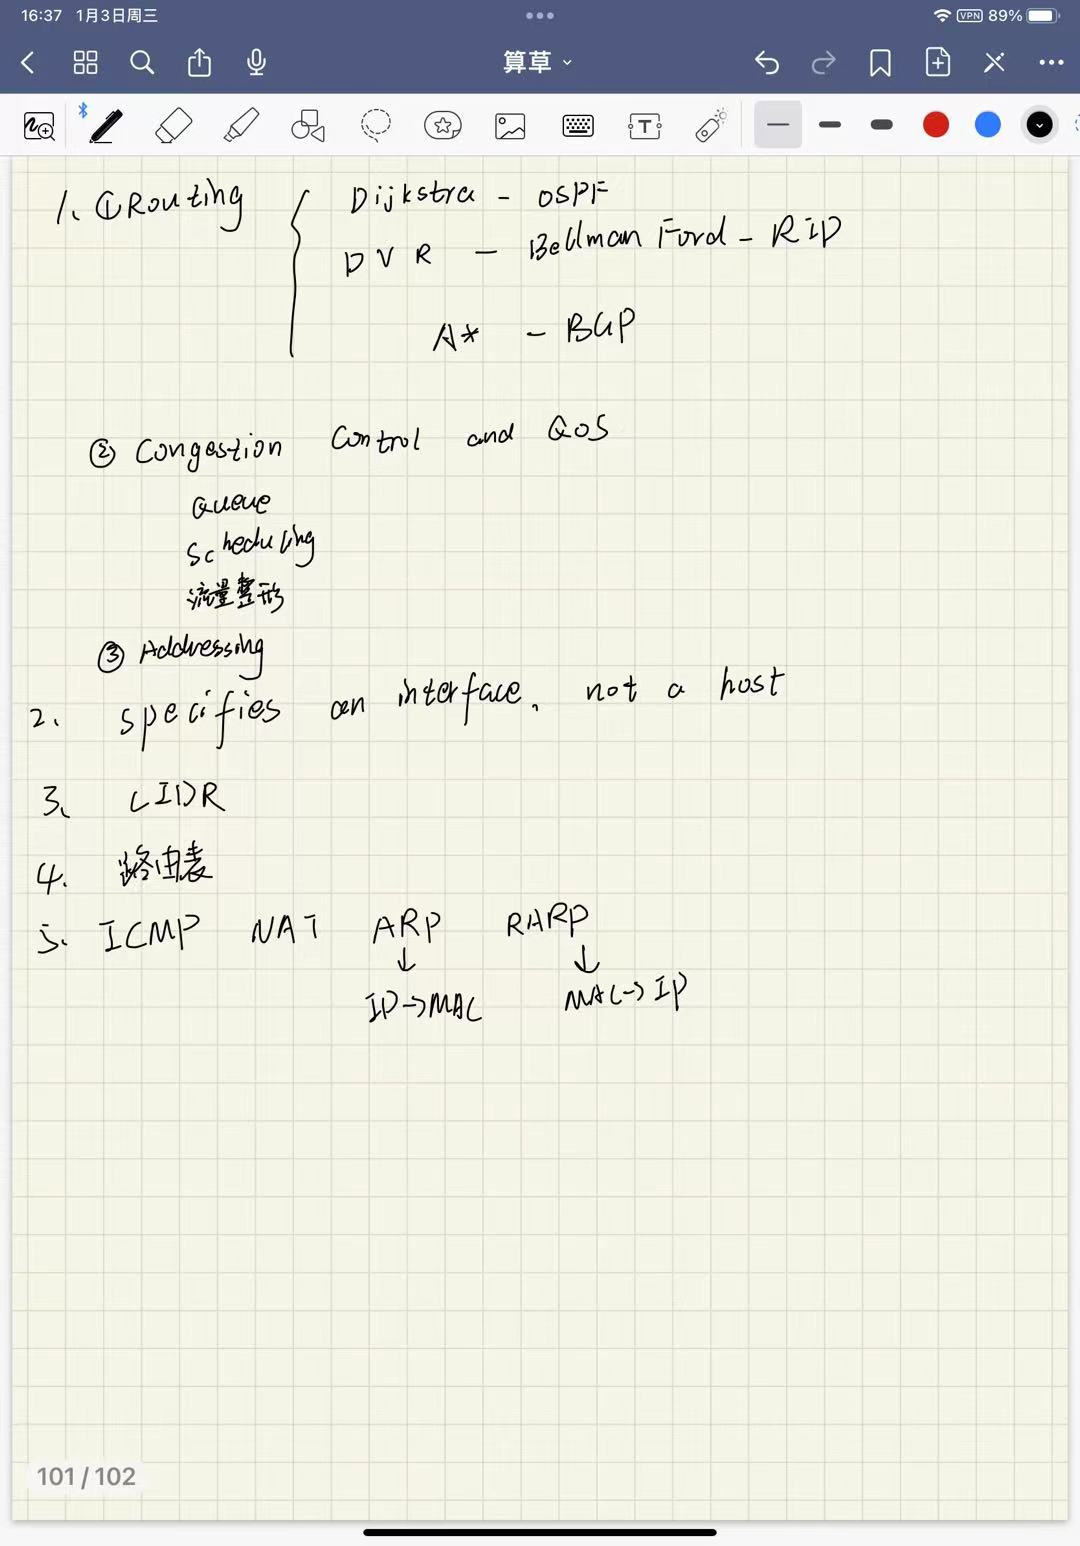 16:37 1月3日周三
VPN 89%
算草
T
1、①Routing
Dijkstra - OSPF
DVR - Bellman Ford - RIP
A* - BGP
② Congestion Control and QoS
Queue
Scheduling
流量整形
③ Addressing
2、 specifies an interface, not a host
3、 CIDR
4、 路由表
5、 ICMP NAT ARP RARP
↓ ↓
IP→MAC MAC→IP
101 / 102